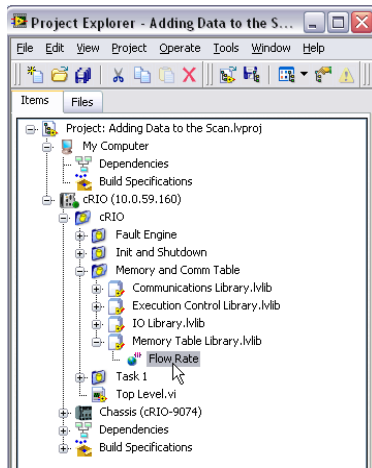 Project Explorer - Adding Data to the S...
File Edit View Project Operate Tools Window Help
Items Files
Project: Adding Data to the Scan.lvproj
My Computer
Dependencies
Build Specifications
cRIO (10.0.59.160)
cRIO
Fault Engine
Init and Shutdown
Memory and Comm Table
Communications Library.lvlib
Execution Control Library.lvlib
IO Library.lvlib
Memory Table Library.lvlib
Flow Rate
Task 1
Top Level.vi
Chassis (cRIO-9074)
Dependencies
Build Specifications